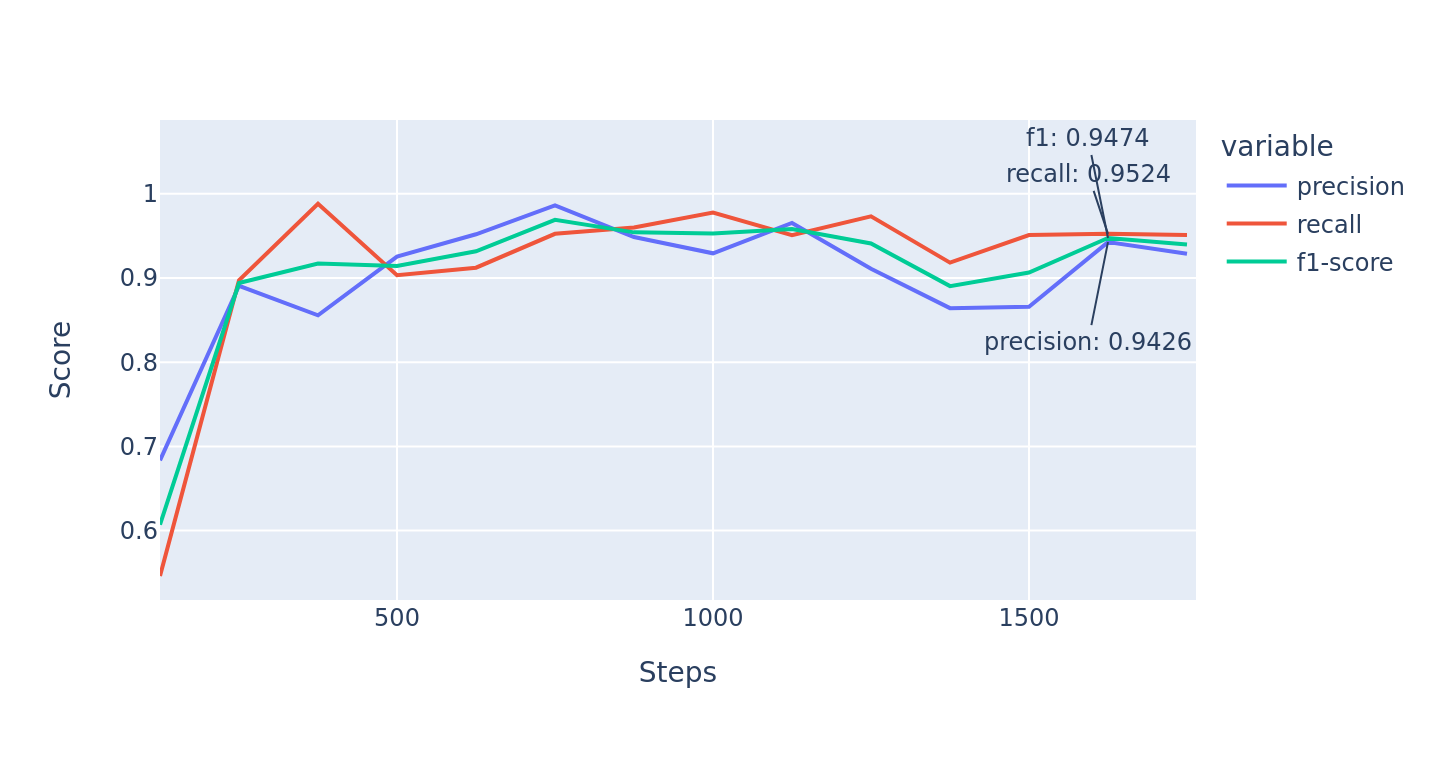 f1: 0.9474
recall: 0.9524
precision: 0.9426
1
0.9
0.8
0.7
0.6
Score
500
1000
1500
Steps
variable
precision
recall
f1-score